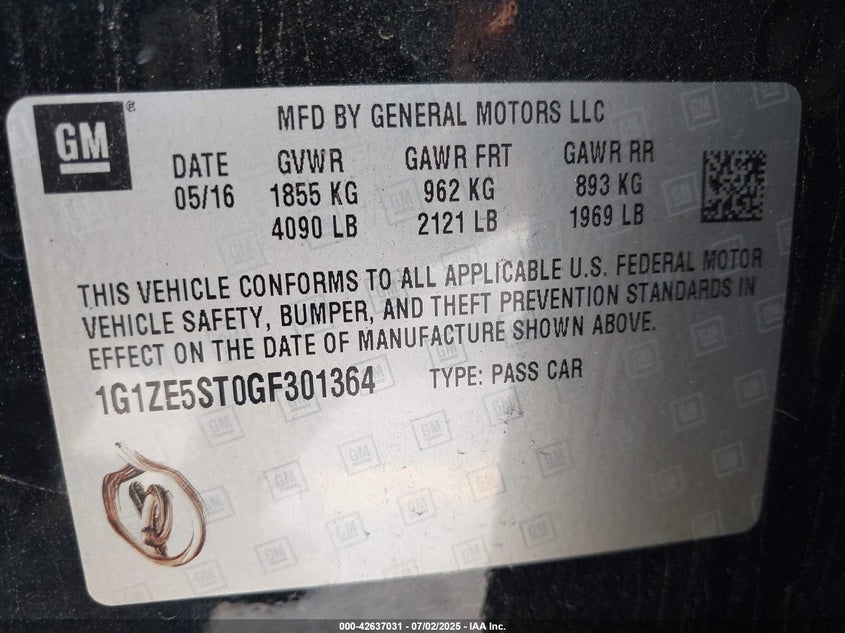 GM ®
MFD BY GENERAL MOTORS LLC
DATE GVWR GAWR FRT GAWR RR
05/16 1855 KG 962 KG 893 KG
4090 LB 2121 LB 1969 LB
THIS VEHICLE CONFORMS TO ALL APPLICABLE U.S. FEDERAL MOTOR
VEHICLE SAFETY, BUMPER, AND THEFT PREVENTION STANDARDS IN
EFFECT ON THE DATE OF MANUFACTURE SHOWN ABOVE.
1G1ZE5ST0GF301364 TYPE: PASS CAR
000-42637031 - 07/02/2025 - IAA Inc.